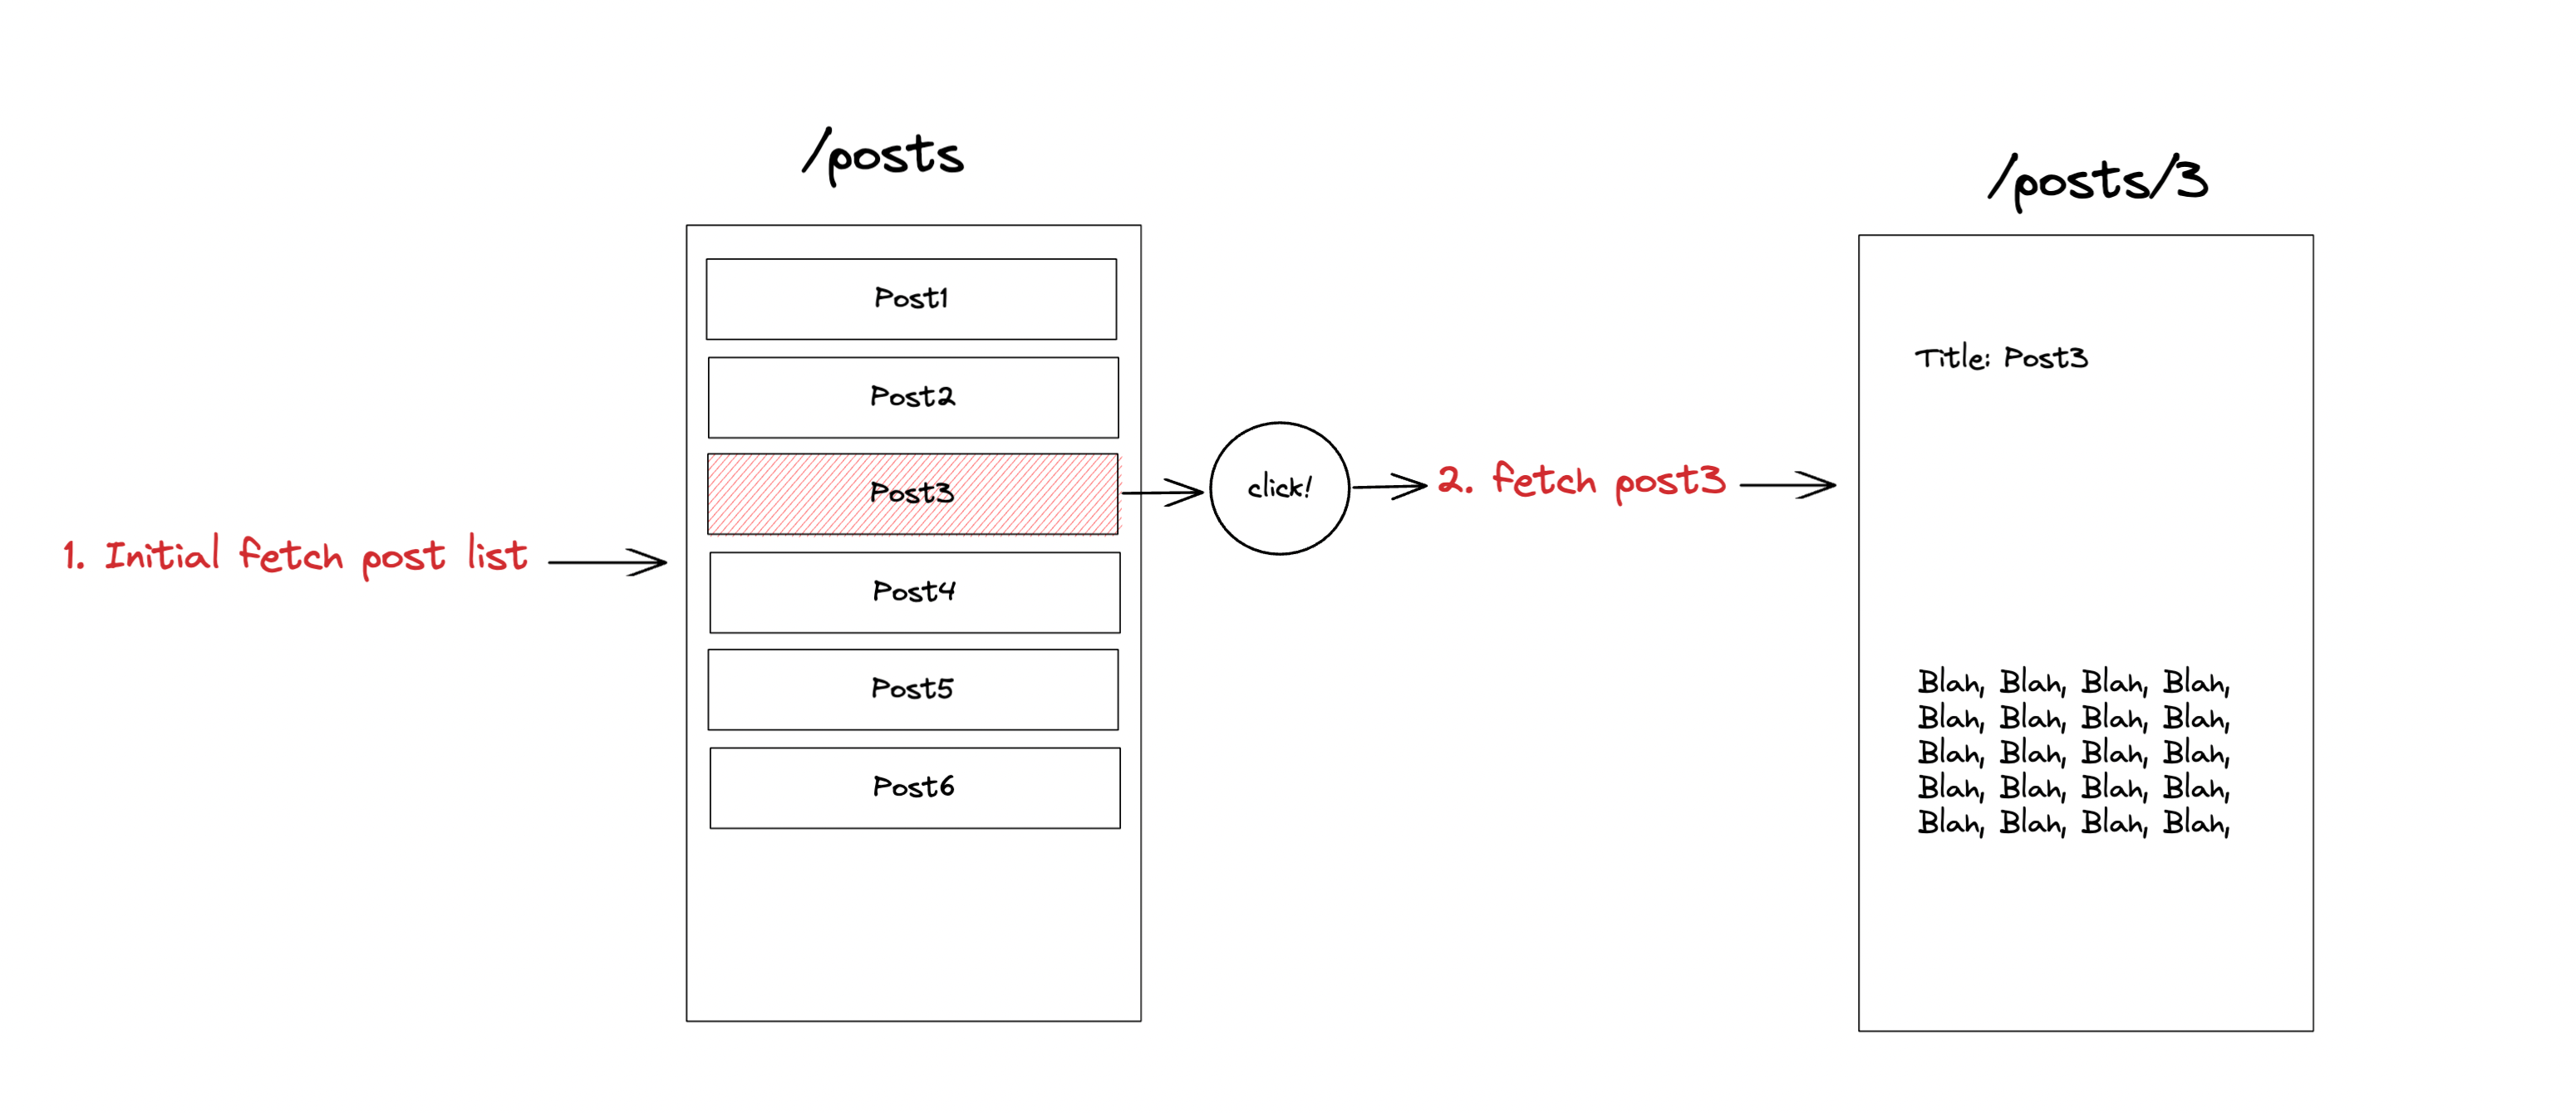 /posts
/posts/3
Post1
Post2
Post3
Post4
Post5
Post6
1. Initial fetch post list
click!
2. fetch post3
Title: Post3
Blah, Blah, Blah, Blah,
Blah, Blah, Blah, Blah,
Blah, Blah, Blah, Blah,
Blah, Blah, Blah, Blah,
Blah, Blah, Blah, Blah,